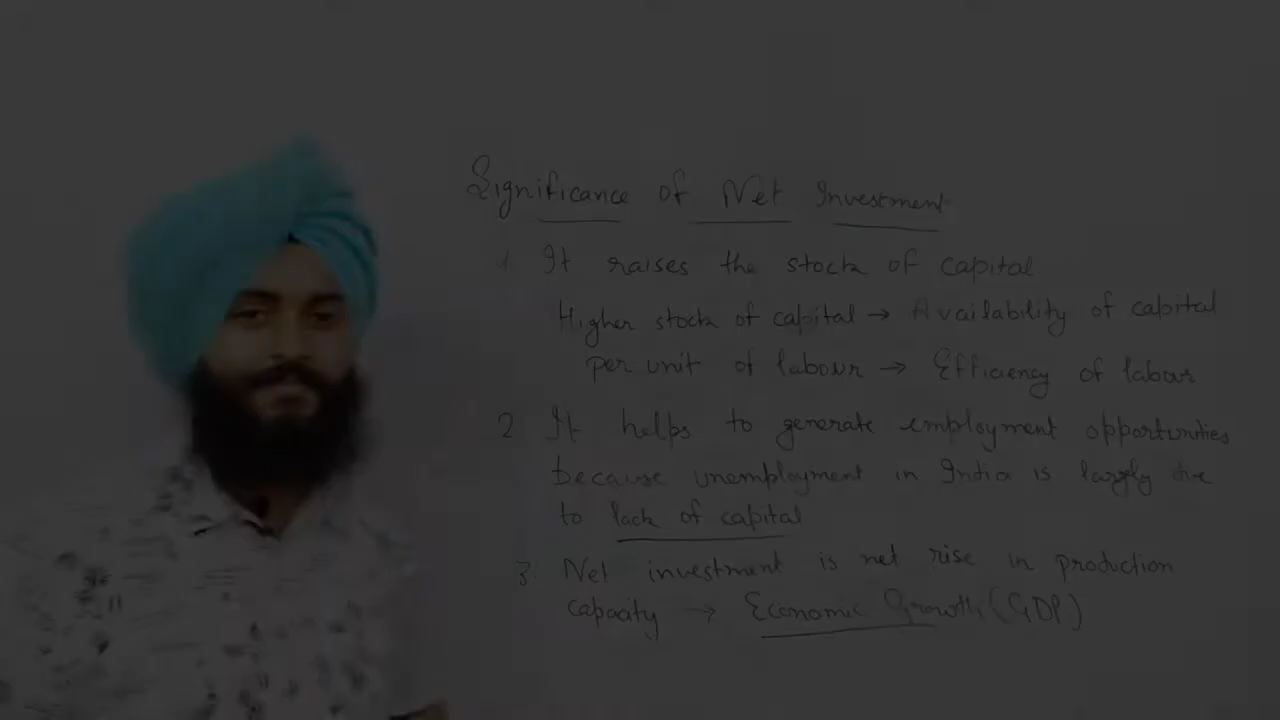 Significance of Net Investment
1 It raises the stock of capital
Higher stock of capital → Availability of capital
per unit of labour → Efficiency of labour
2 It helps to generate employment opportunities
because unemployment in India is largely due
to lack of capital
3 Net investment is net rise in production
capacity → Economic Growth (GDP)